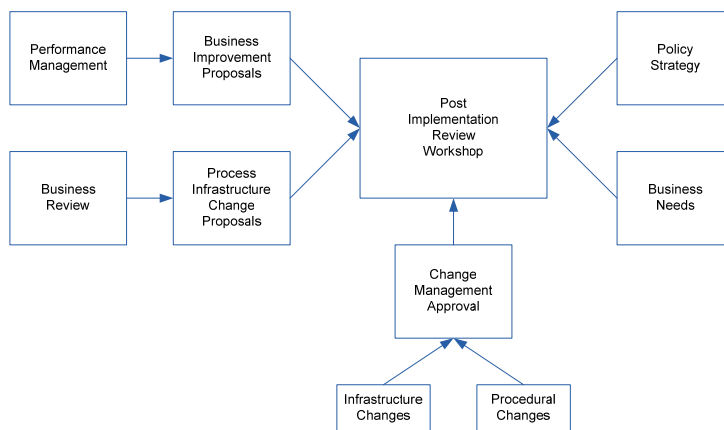 Performance
Management
Business
Improvement
Proposals
Post
Implementation
Review
Workshop
Policy
Strategy
Business
Review
Process
Infrastructure
Change
Proposals
Business
Needs
Change
Management
Approval
Infrastructure
Changes
Procedural
Changes